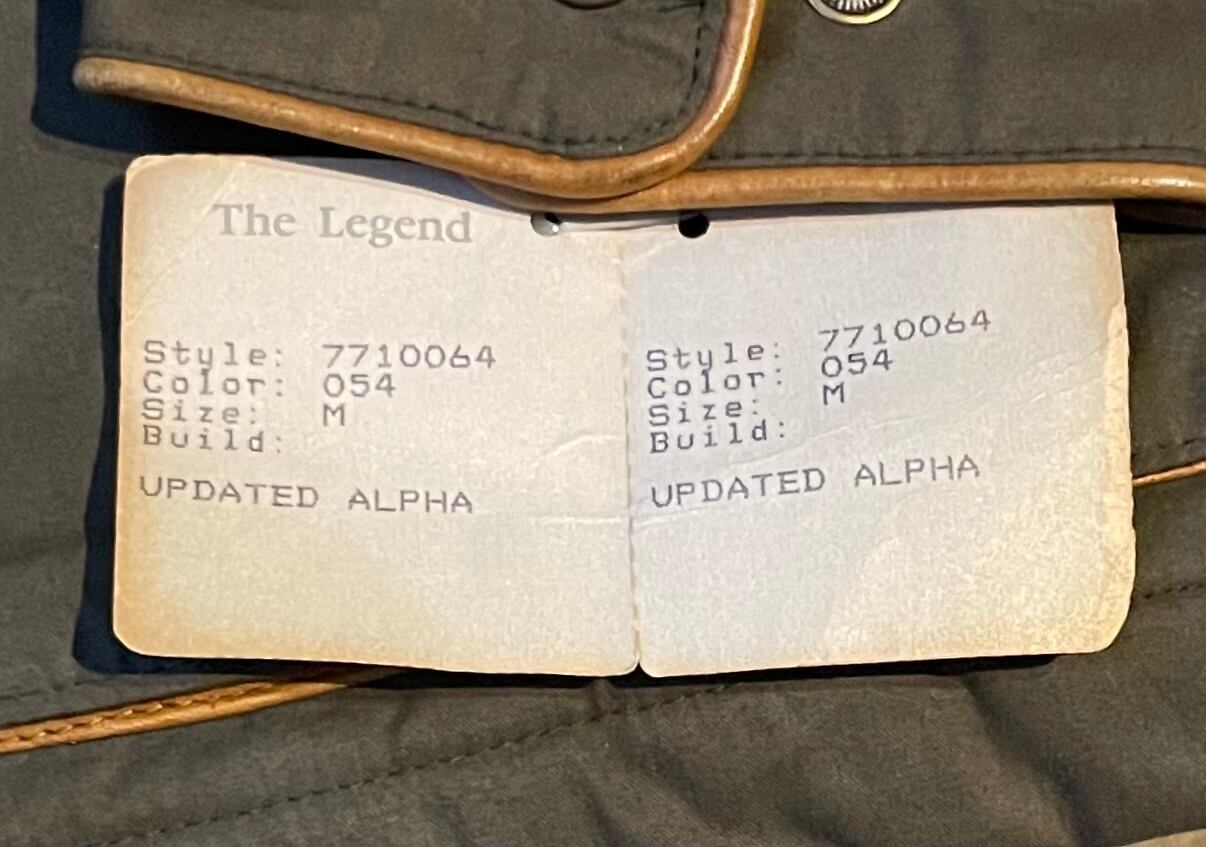 The Legend
Style: 7710064
Color: 054
Size: M
Build:
UPDATED ALPHA
Style: 7710064
Color: 054
Size: M
Build:
UPDATED ALPHA